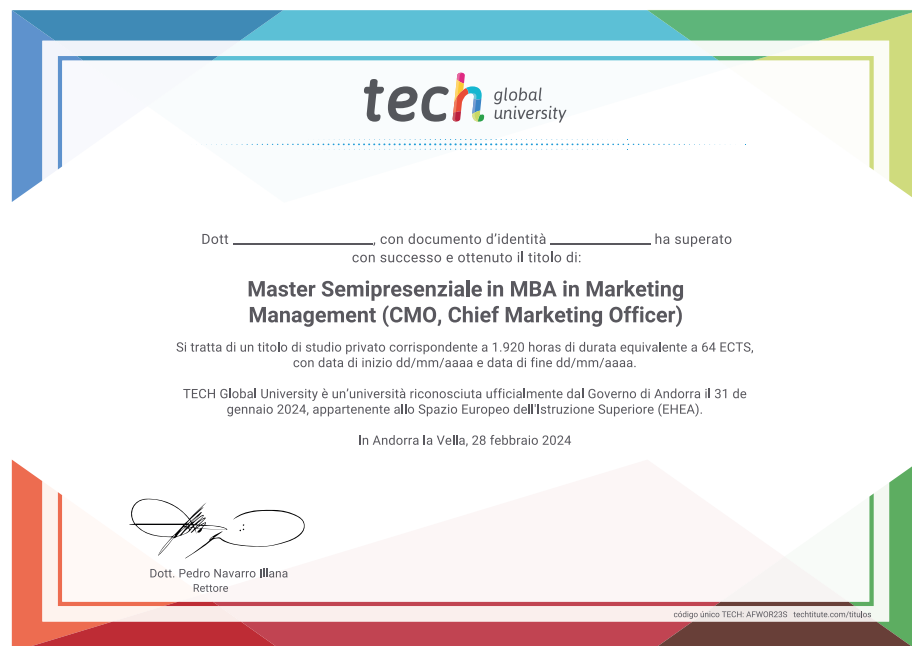 tech global university
Dott ____________, con documento d'identità ____________ ha superato
con successo e ottenuto il titolo di:
Master Semipresenziale in MBA in Marketing
Management (CMO, Chief Marketing Officer)
Si tratta di un titolo di studio privato corrispondente a 1.920 horas di durata equivalente a 64 ECTS,
con data di inizio dd/mm/aaaa e data di fine dd/mm/aaaa.
TECH Global University è un'università riconosciuta ufficialmente dal Governo di Andorra il 31 de
gennaio 2024, appartenente allo Spazio Europeo dell'Istruzione Superiore (EHEA).
In Andorra la Vella, 28 febbraio 2024
Dott. Pedro Navarro Illana
Rettore
código único TECH: AFWOR23S techtitute.com/titulos